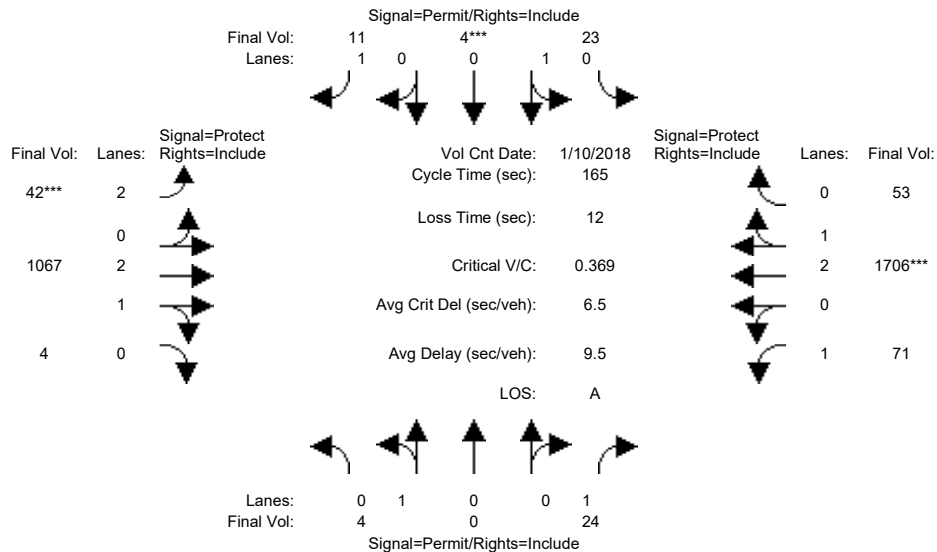 Signal=Permit/Rights=Include
Final Vol: 11 4*** 23
Lanes: 1 0 0 1 0
Signal=Protect
Final Vol: Lanes: Rights=Include
Vol Cnt Date: 1/10/2018
Signal=Protect
Rights=Include Lanes: Final Vol:
Cycle Time (sec): 165
42*** 2
0 53
Loss Time (sec): 12
0
1
1067 2
Critical V/C: 0.369
2 1706***
1
Avg Crit Del (sec/veh): 6.5
0
4 0
Avg Delay (sec/veh): 9.5
1 71
LOS: A
Lanes: 0 1 0 0 1
Final Vol: 4 0 24
Signal=Permit/Rights=Include